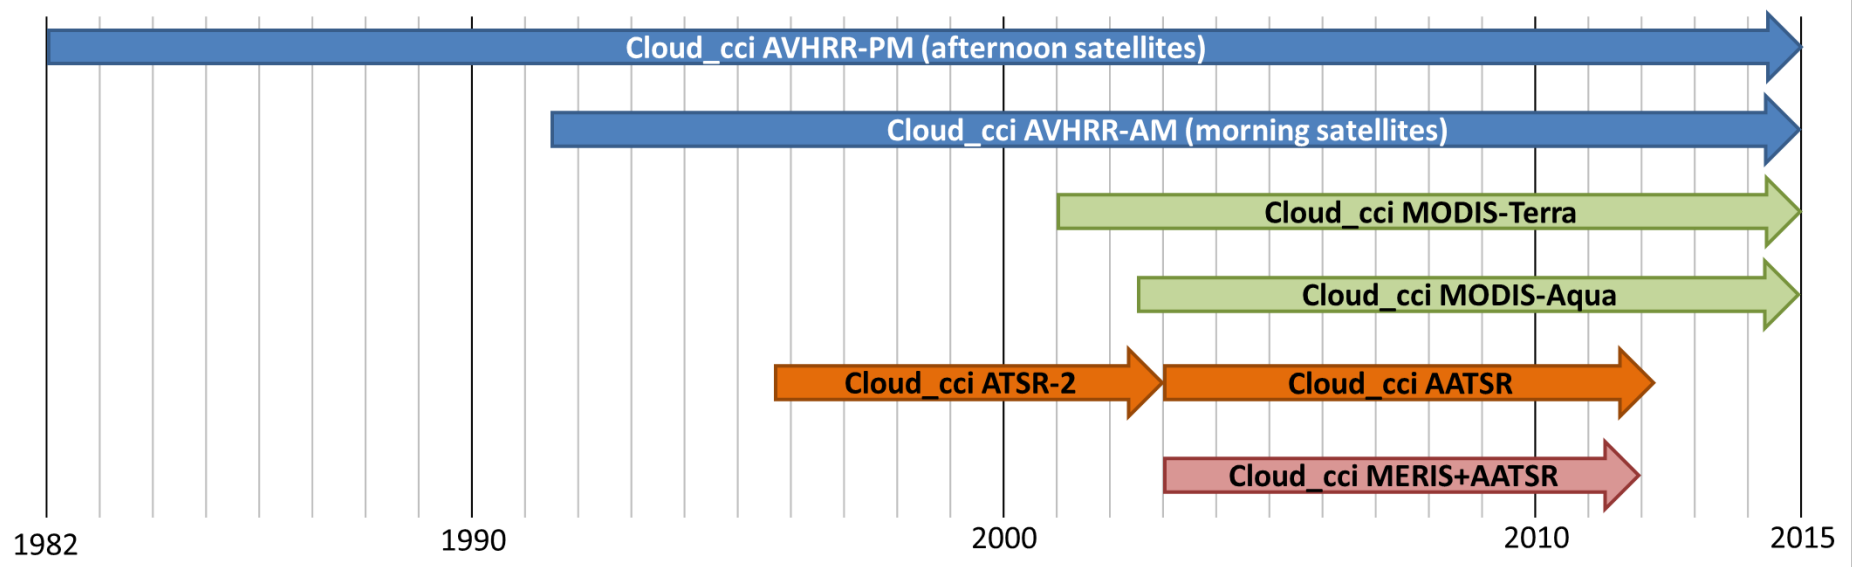 Cloud_cci AVHRR-PM (afternoon satellites)
Cloud_cci AVHRR-AM (morning satellites)
Cloud_cci MODIS-Terra
Cloud_cci MODIS-Aqua
Cloud_cci ATSR-2 Cloud_cci AATSR
Cloud_cci MERIS+AATSR
1982 1990 2000 2010 2015